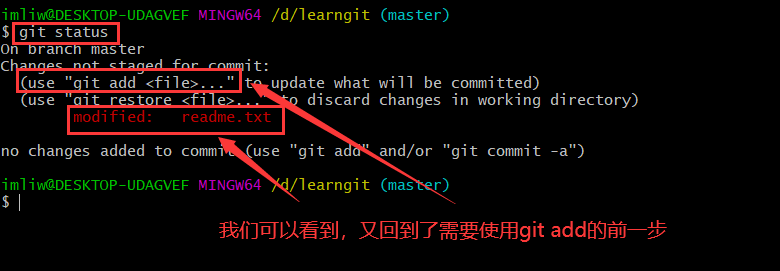 imliw@DESKTOP-UDAGVEF MINGW64 /d/learngit (master)
$ git status
On branch master
Changes not staged for commit:
(use "git add <file>..." to update what will be committed)
(use "git restore <file>..." to discard changes in working directory)
modified: readme.txt
no changes added to commit (use "git add" and/or "git commit -a")
imliw@DESKTOP-UDAGVEF MINGW64 /d/learngit (master)
$
我们可以看到，又回到了需要使用git add的前一步